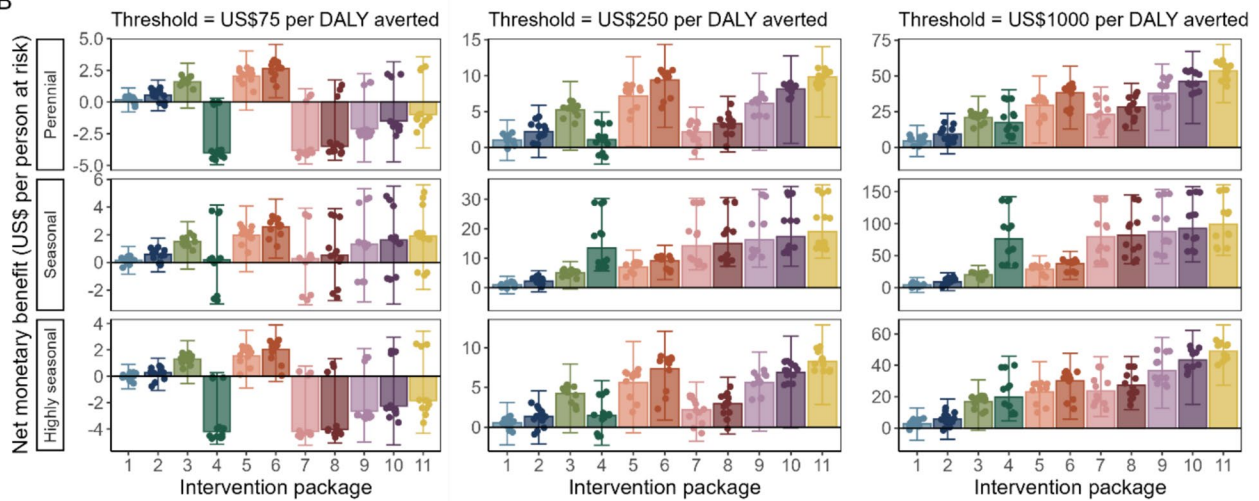 B
Threshold = US$75 per DALY averted
Threshold = US$250 per DALY averted
Threshold = US$1000 per DALY averted
Net monetary benefit (US$ per person at risk)
Perennial
5.0
2.5
0.0
-2.5
-5.0
15
10
5
0
75
50
25
0
Seasonal
6
4
2
0
-2
30
20
10
0
150
100
50
0
Highly seasonal
4
2
0
-2
-4
10
5
0
60
40
20
0
1 2 3 4 5 6 7 8 9 10 11
1 2 3 4 5 6 7 8 9 10 11
1 2 3 4 5 6 7 8 9 10 11
Intervention package
Intervention package
Intervention package